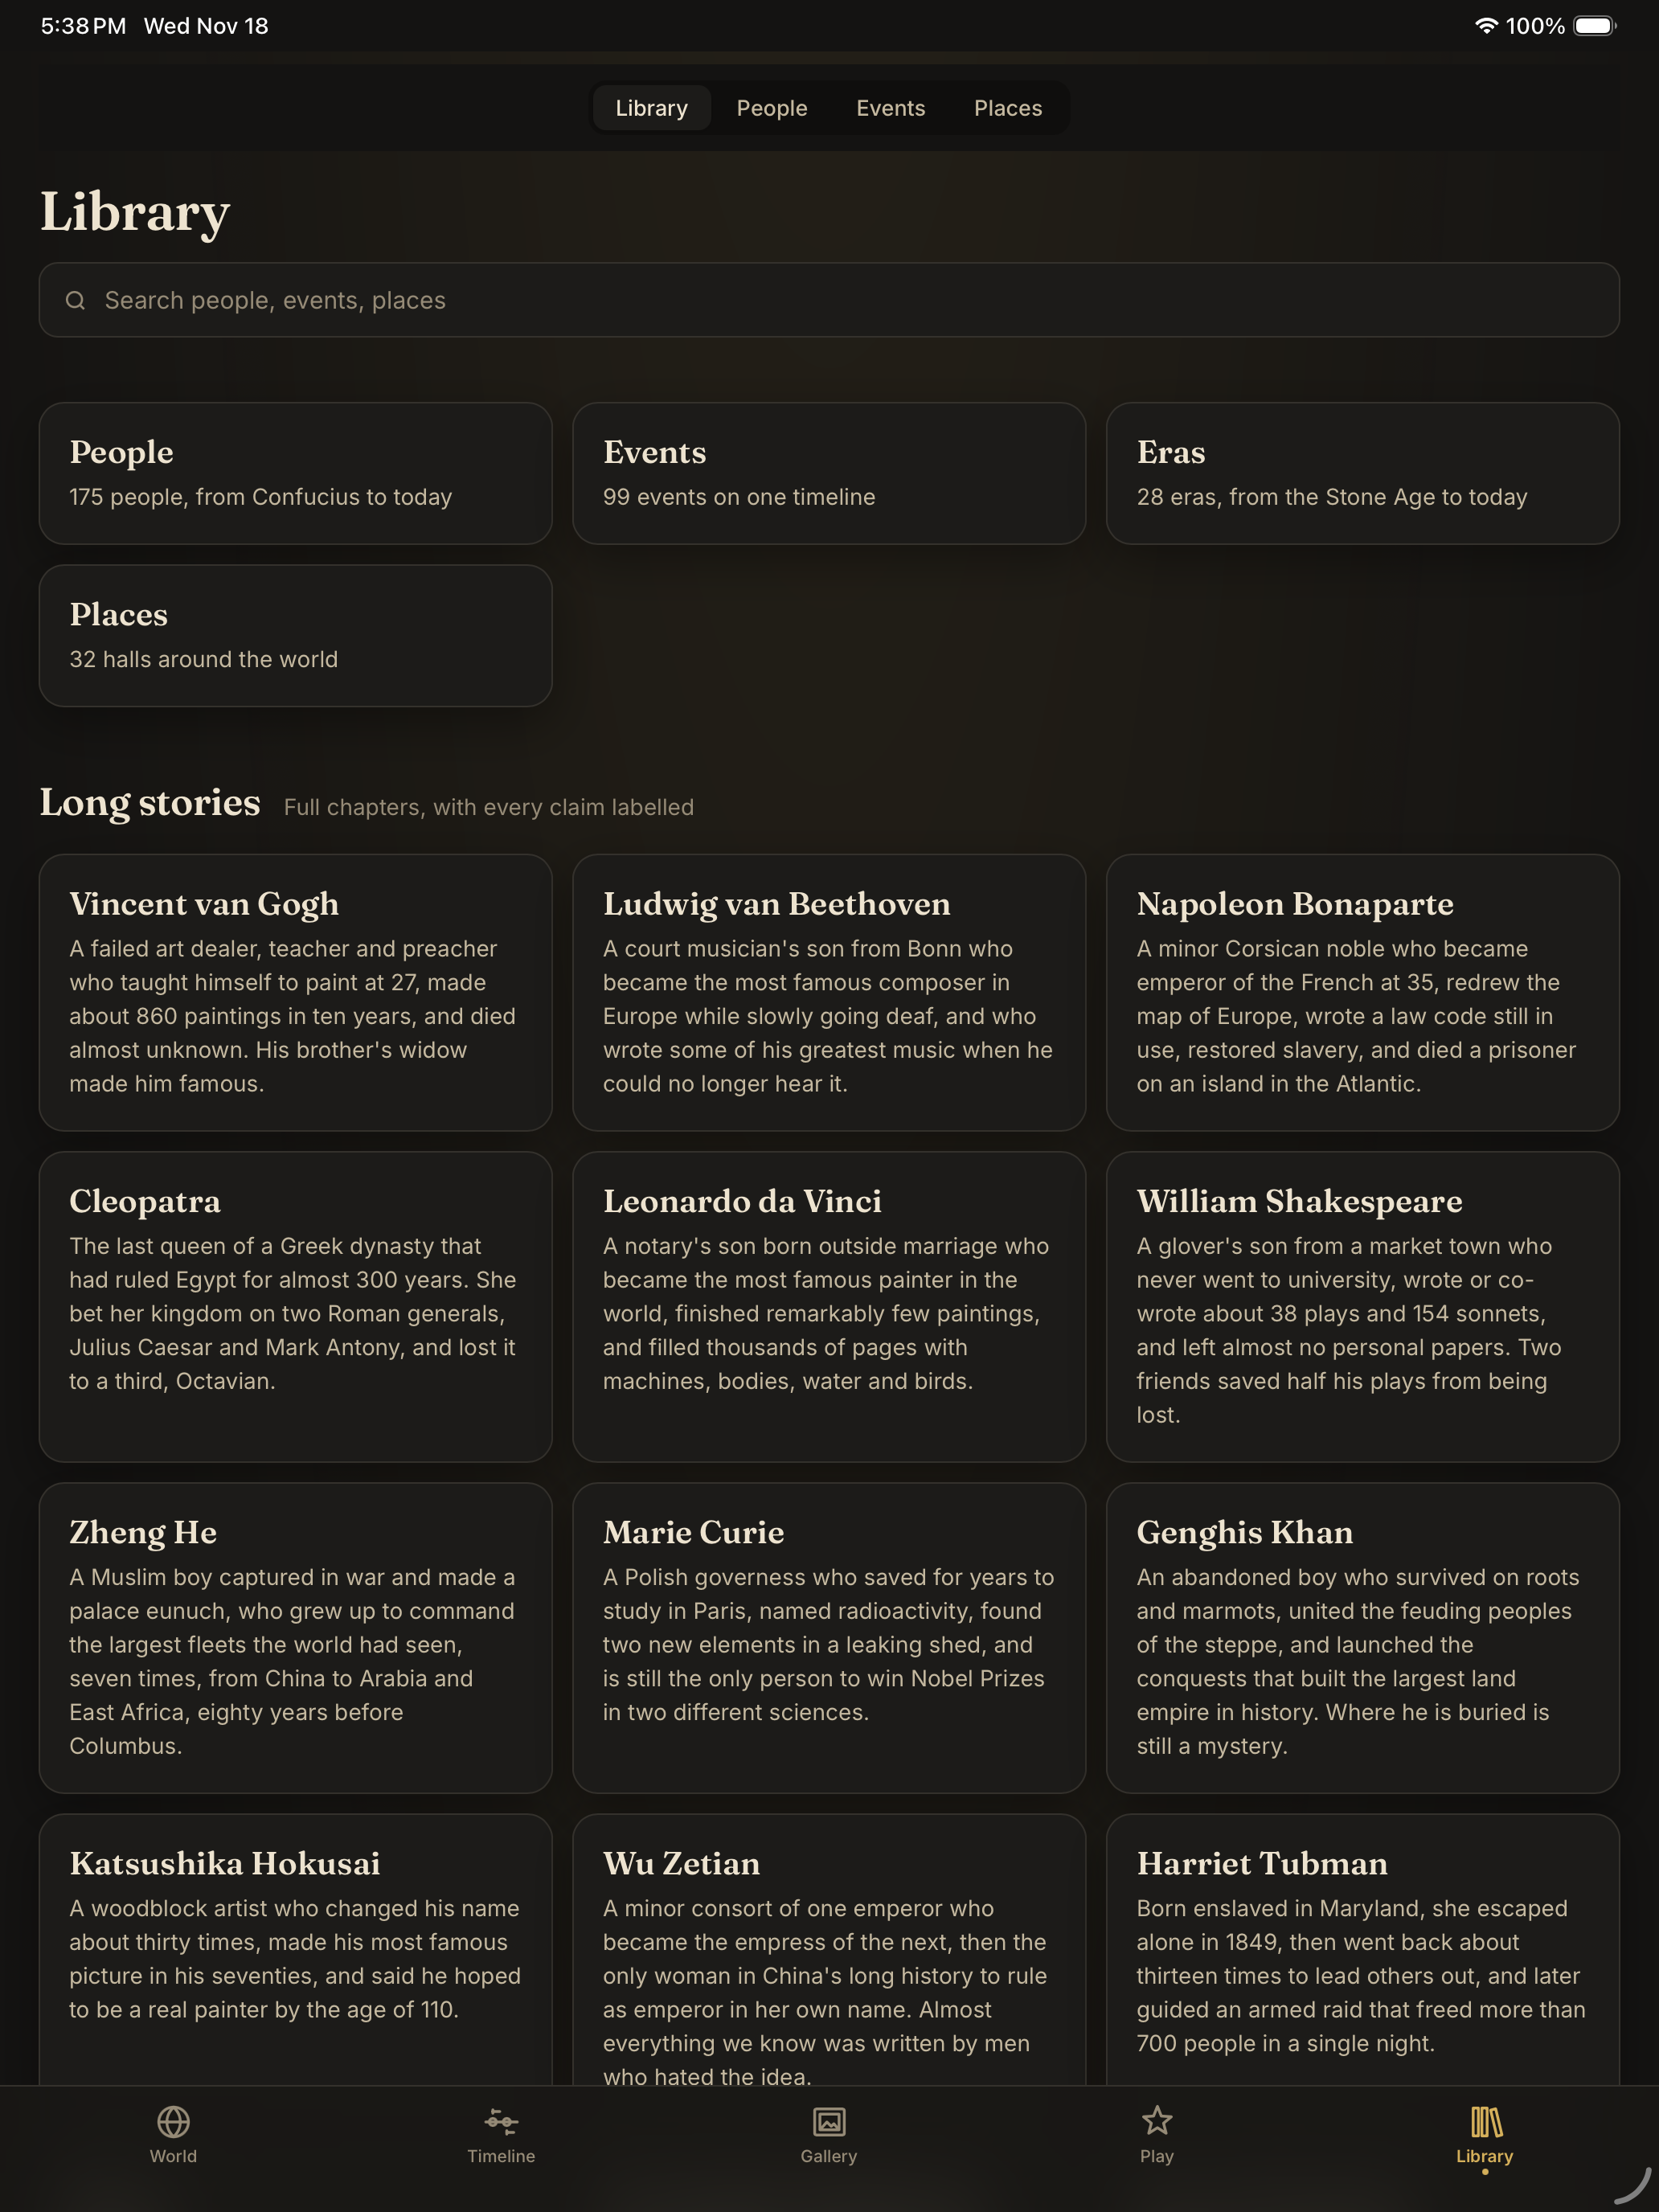 5:38 PM Wed Nov 18
100%
Library People Events Places
Library
Search people, events, places
People
175 people, from Confucius to today
Events
99 events on one timeline
Eras
28 eras, from the Stone Age to today
Places
32 halls around the world
Long stories Full chapters, with every claim labelled
Vincent van Gogh
A failed art dealer, teacher and preacher
who taught himself to paint at 27, made
about 860 paintings in ten years, and died
almost unknown. His brother's widow
made him famous.
Ludwig van Beethoven
A court musician's son from Bonn who
became the most famous composer in
Europe while slowly going deaf, and who
wrote some of his greatest music when he
could no longer hear it.
Napoleon Bonaparte
A minor Corsican noble who became
emperor of the French at 35, redrew the
map of Europe, wrote a law code still in
use, restored slavery, and died a prisoner
on an island in the Atlantic.
Cleopatra
The last queen of a Greek dynasty that
had ruled Egypt for almost 300 years. She
bet her kingdom on two Roman generals,
Julius Caesar and Mark Antony, and lost it
to a third, Octavian.
Leonardo da Vinci
A notary's son born outside marriage who
became the most famous painter in the
world, finished remarkably few paintings,
and filled thousands of pages with
machines, bodies, water and birds.
William Shakespeare
A glover's son from a market town who
never went to university, wrote or co-
wrote about 38 plays and 154 sonnets,
and left almost no personal papers. Two
friends saved half his plays from being
lost.
Zheng He
A Muslim boy captured in war and made a
palace eunuch, who grew up to command
the largest fleets the world had seen,
seven times, from China to Arabia and
East Africa, eighty years before
Columbus.
Marie Curie
A Polish governess who saved for years to
study in Paris, named radioactivity, found
two new elements in a leaking shed, and
is still the only person to win Nobel Prizes
in two different sciences.
Genghis Khan
An abandoned boy who survived on roots
and marmots, united the feuding peoples
of the steppe, and launched the
conquests that built the largest land
empire in history. Where he is buried is
still a mystery.
Katsushika Hokusai
A woodblock artist who changed his name
about thirty times, made his most famous
picture in his seventies, and said he hoped
to be a real painter by the age of 110.
Wu Zetian
A minor consort of one emperor who
became the empress of the next, then the
only woman in China's long history to rule
as emperor in her own name. Almost
everything we know was written by men
who hated the idea.
Harriet Tubman
Born enslaved in Maryland, she escaped
alone in 1849, then went back about
thirteen times to lead others out, and later
guided an armed raid that freed more than
700 people in a single night.
World Timeline Gallery Play Library